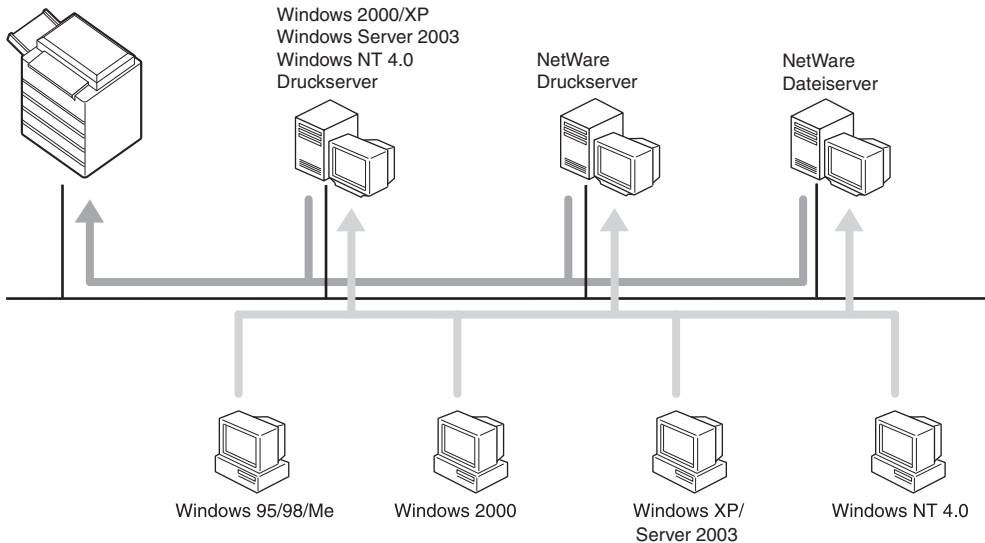 Windows 2000/XP
Windows Server 2003
Windows NT 4.0
Druckserver
NetWare
Druckserver
NetWare
Dateiserver
Windows 95/98/Me
Windows 2000
Windows XP/
Server 2003
Windows NT 4.0